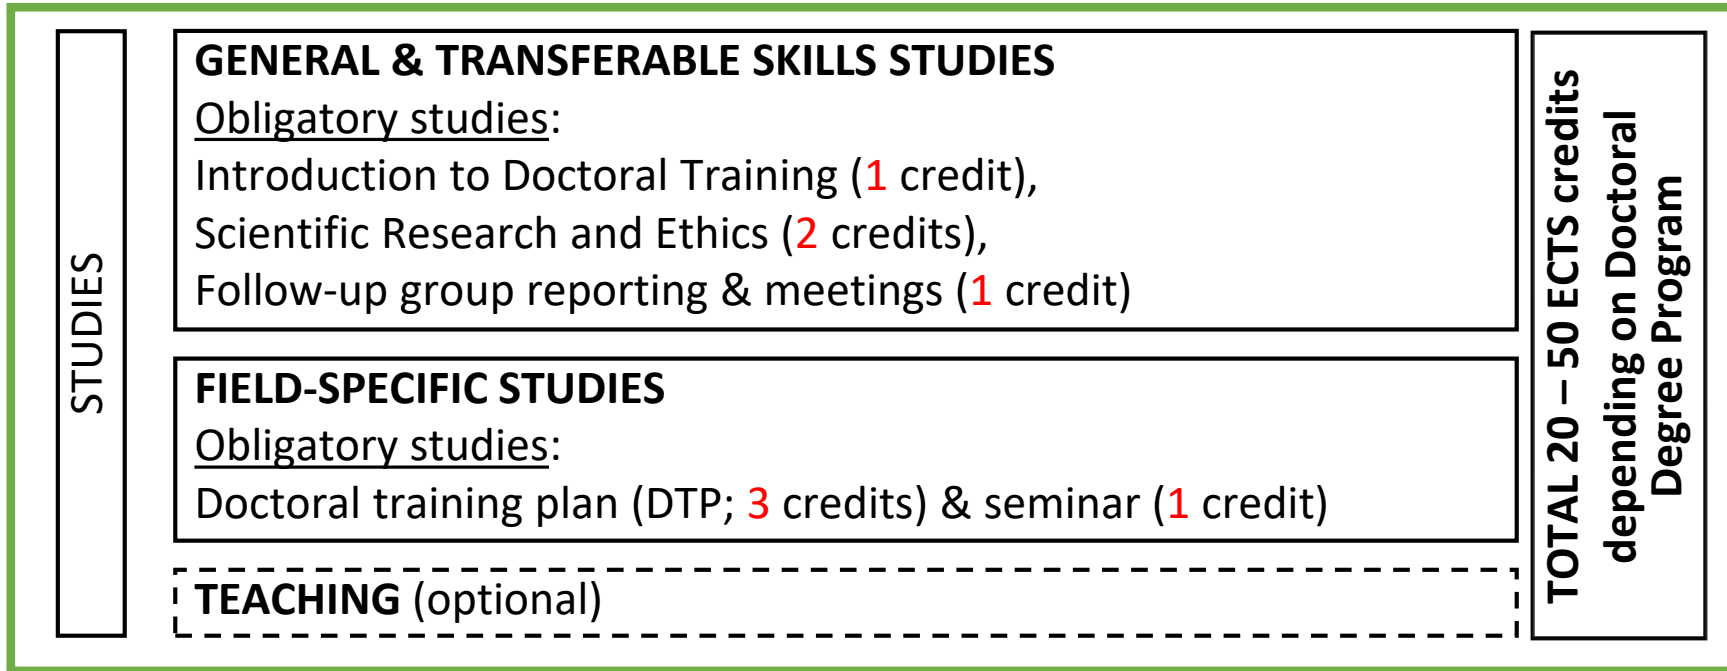 STUDIES
GENERAL & TRANSFERABLE SKILLS STUDIES
Obligatory studies:
Introduction to Doctoral Training (1 credit),
Scientific Research and Ethics (2 credits),
Follow-up group reporting & meetings (1 credit)
FIELD-SPECIFIC STUDIES
Obligatory studies:
Doctoral training plan (DTP; 3 credits) & seminar (1 credit)
TEACHING (optional)
TOTAL 20 – 50 ECTS credits
depending on Doctoral
Degree Program